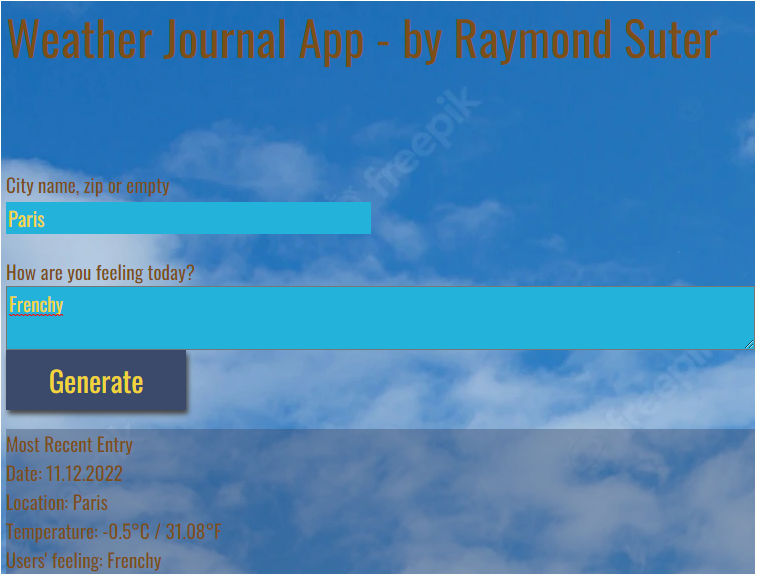 Weather Journal App - by Raymond Suter
freepik
City name, zip or empty
Paris
How are you feeling today?
Frenchy
Generate
freepik
Most Recent Entry
Date: 11.12.2022
Location: Paris
Temperature: -0.5°C / 31.08°F
Users' feeling: Frenchy